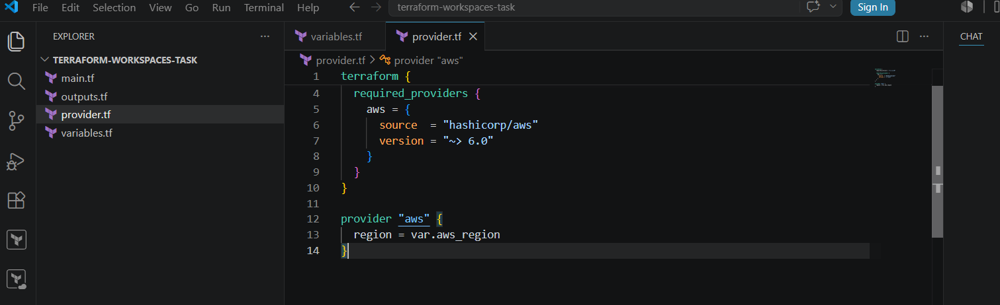 File Edit Selection View Go Run Terminal Help terraform-workspaces-task Sign In
EXPLORER
TERRAFORM-WORKSPACES-TASK
main.tf
outputs.tf
provider.tf
variables.tf
variables.tf provider.tf
provider.tf > provider "aws"
1 terraform {
4 required_providers {
5 aws = {
6 source = "hashicorp/aws"
7 version = "~> 6.0"
8 }
9 }
10 }
11
12 provider "aws" {
13 region = var.aws_region
14 }
CHAT